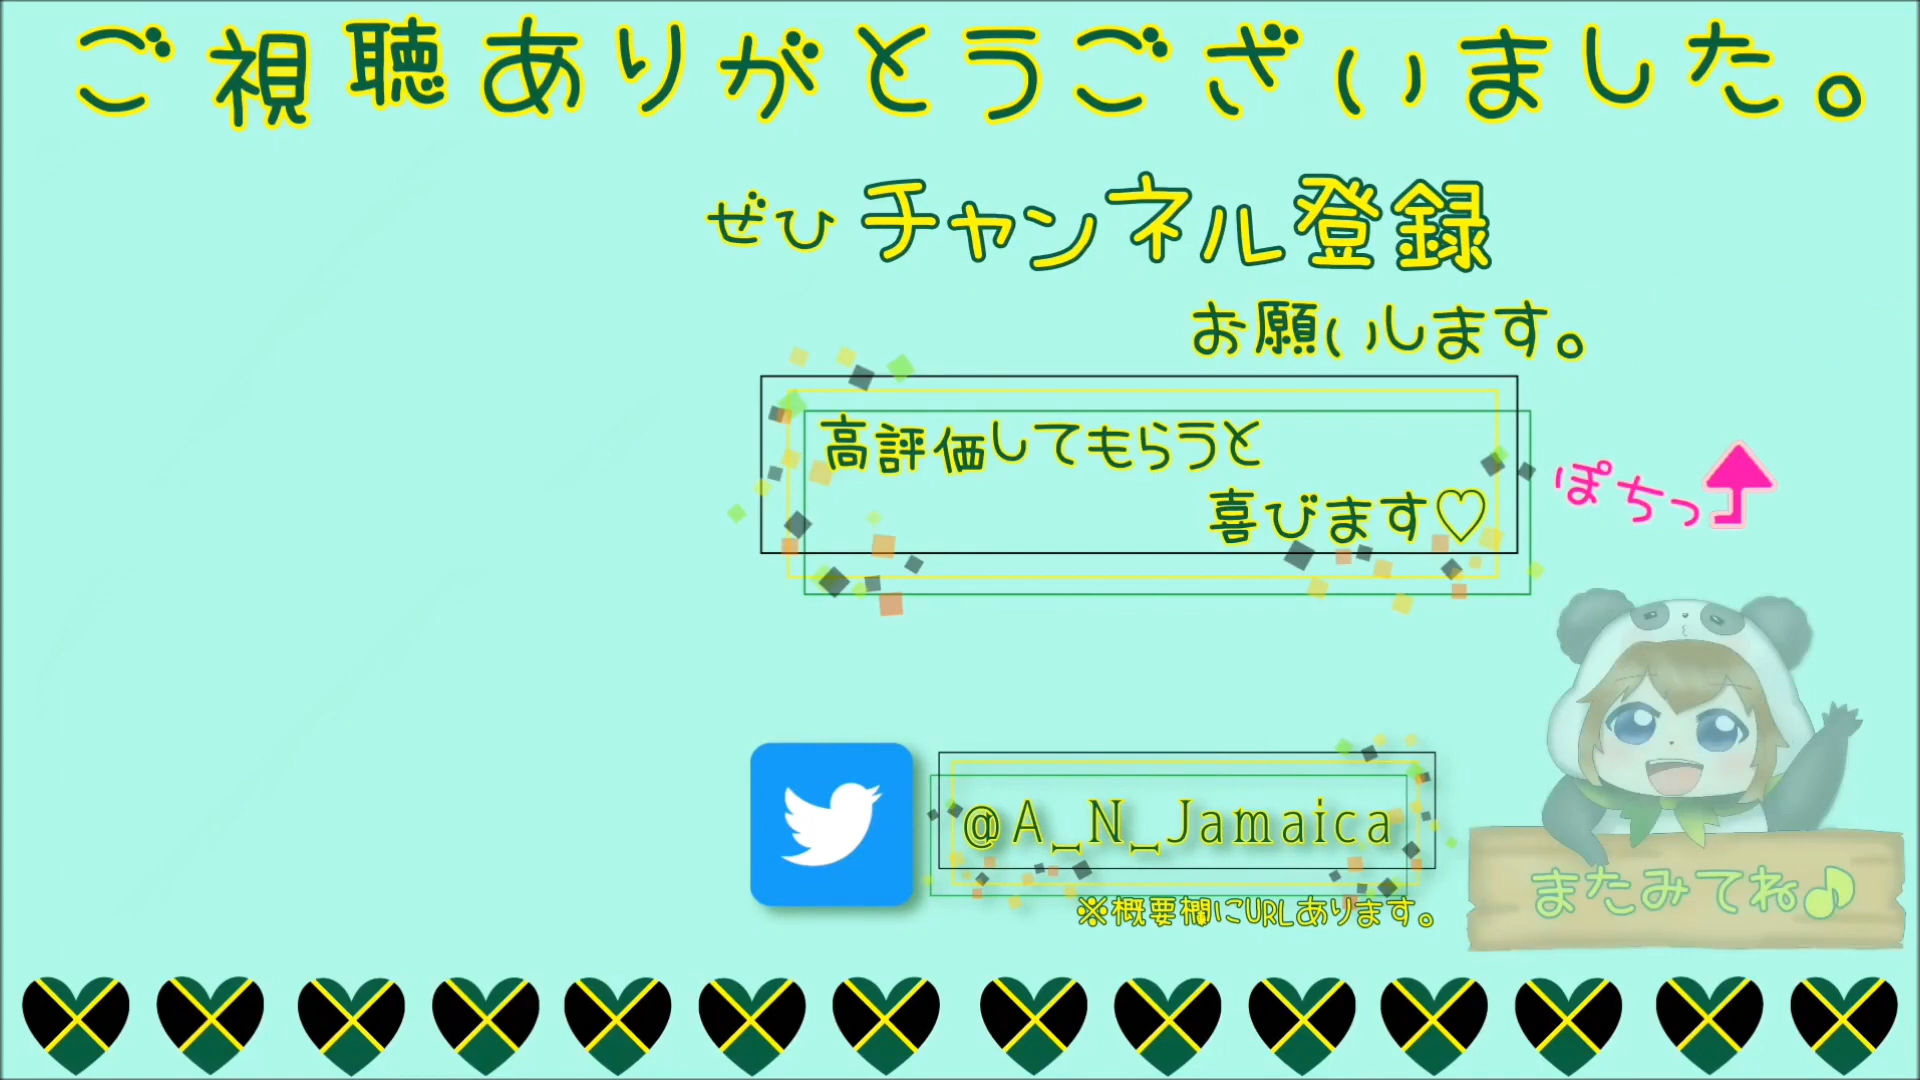 ご視聴ありがとうございました。
ぜひチャンネル登録
お願いします。
高評価してもらうと
喜びます♡
ぽちっ
@A_N_Jamaica
※概要欄にURLあります。
またみてね♪